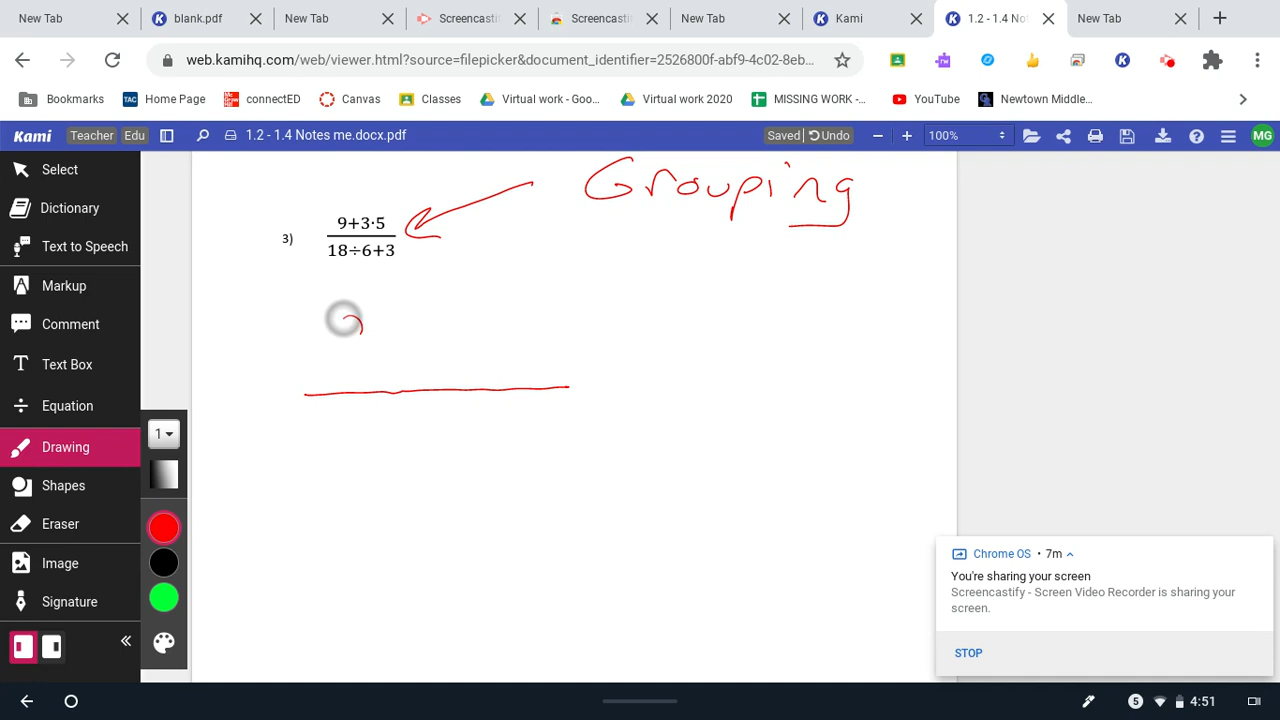 New Tab blank.pdf New Tab Screencasti Screencasti New Tab Kami 1.2 - 1.4 No New Tab
web.kamihq.com/web/viewer.html?source=filepicker&document_identifier=2526800f-abf9-4c02-8eb...
Bookmarks Home Page connectED Canvas Classes Virtual work - Goo... Virtual work 2020 MISSING WORK -... YouTube Newtown Middle...
Kami Teacher Edu 1.2 - 1.4 Notes me.docx.pdf Saved Undo 100% MG
Select
Dictionary
Text to Speech
Markup
Comment
Text Box
Equation
Drawing
Shapes
Eraser
Image
Signature
1
Grouping
3) 9+3·5
18÷6+3
Chrome OS • 7m
You're sharing your screen
Screencastify - Screen Video Recorder is sharing your
screen.
STOP
5 4:51